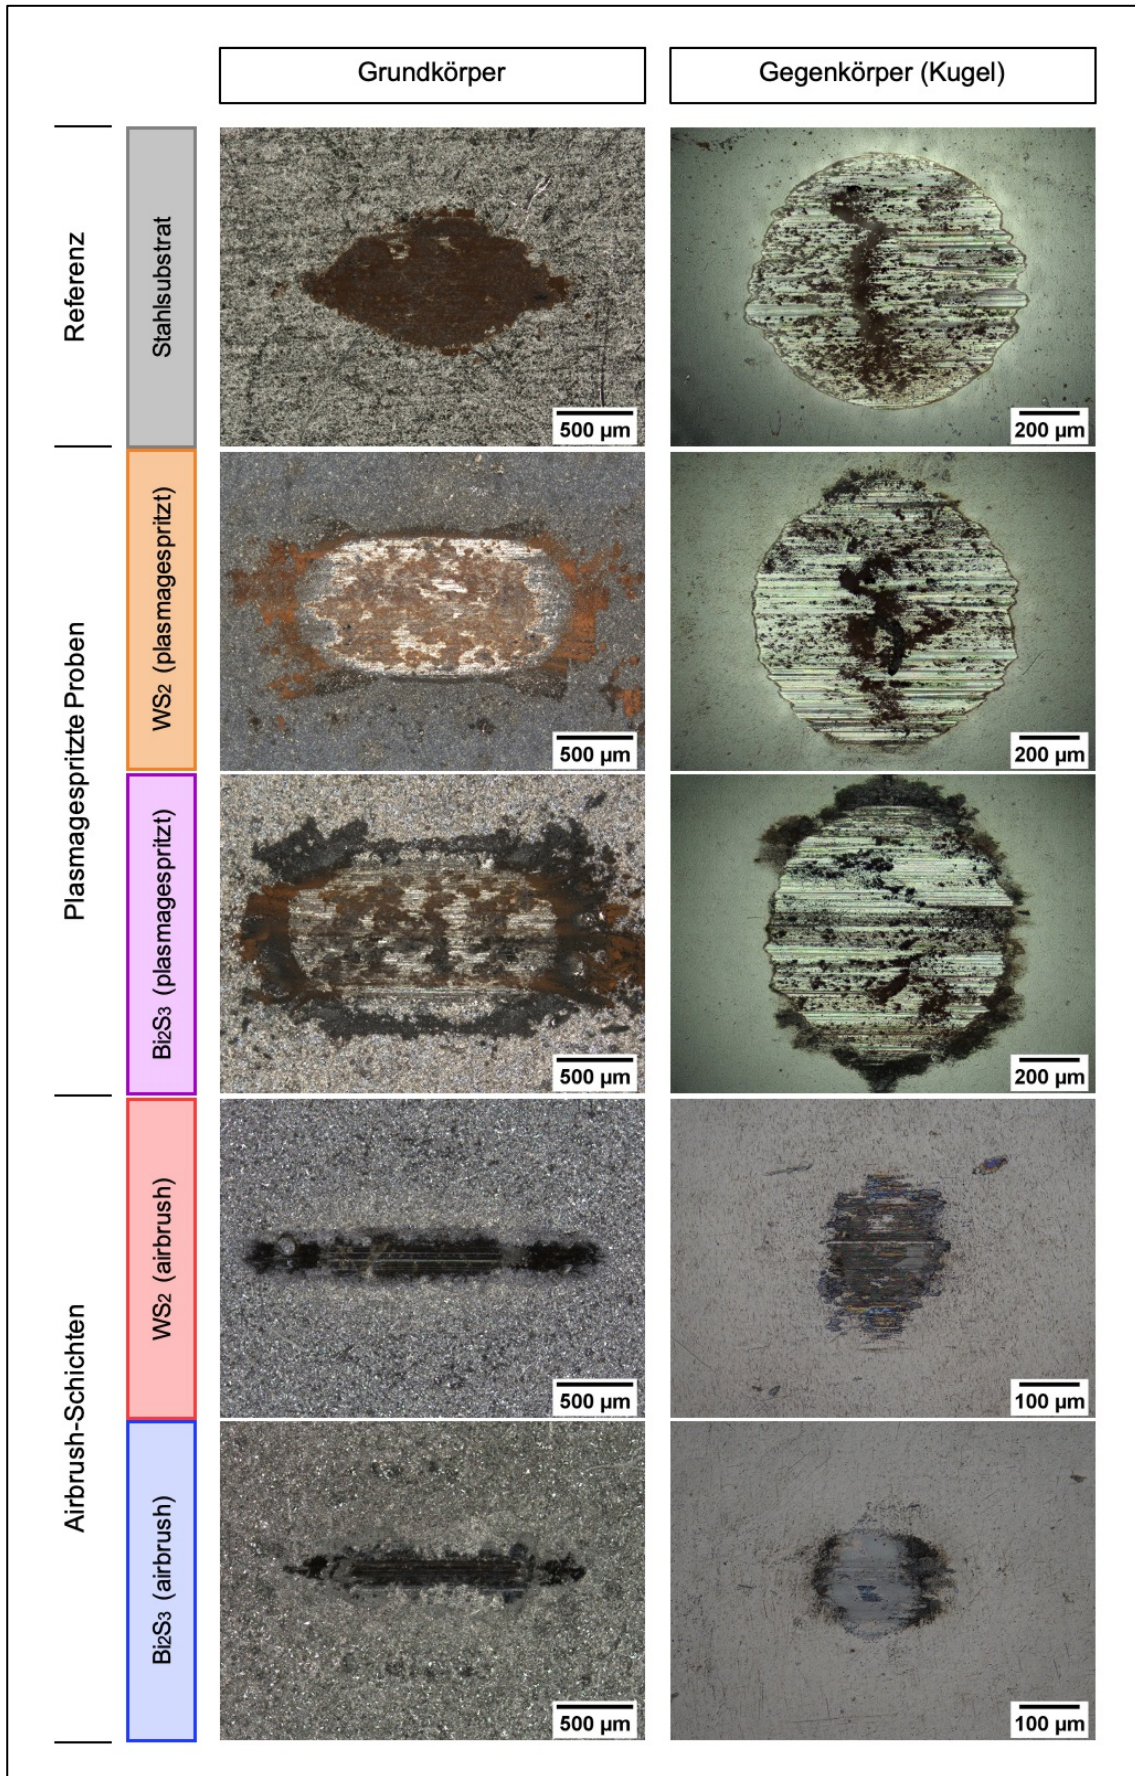 Grundkörper
Gegenkörper (Kugel)
Referenz
Stahlsubstrat
500 µm
200 µm
Plasmagespritzte Proben
WS2 (plasmagespritzt)
500 µm
200 µm
Bi2S3 (plasmagespritzt)
500 µm
200 µm
Airbrush-Schichten
WS2 (airbrush)
500 µm
100 µm
Bi2S3 (airbrush)
500 µm
100 µm